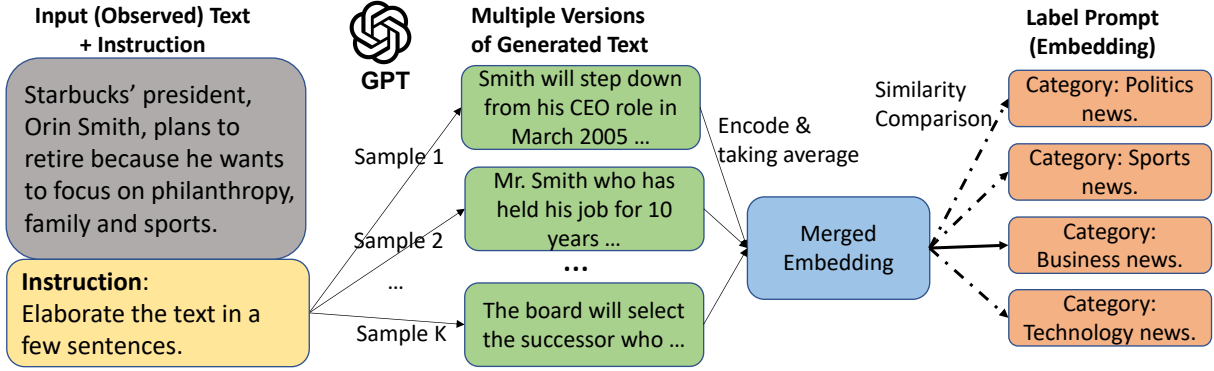 Input (Observed) Text
+ Instruction
Starbucks' president,
Orin Smith, plans to
retire because he wants
to focus on philanthropy,
family and sports.
Instruction:
Elaborate the text in a
few sentences.
GPT
Sample 1
Sample 2
...
Sample K
Multiple Versions
of Generated Text
Smith will step down
from his CEO role in
March 2005 ...
Mr. Smith who has
held his job for 10
years ...
...
The board will select
the successor who ...
Encode &
taking average
Merged
Embedding
Similarity
Comparison
Label Prompt
(Embedding)
Category: Politics
news.
Category: Sports
news.
Category:
Business news.
Category:
Technology news.